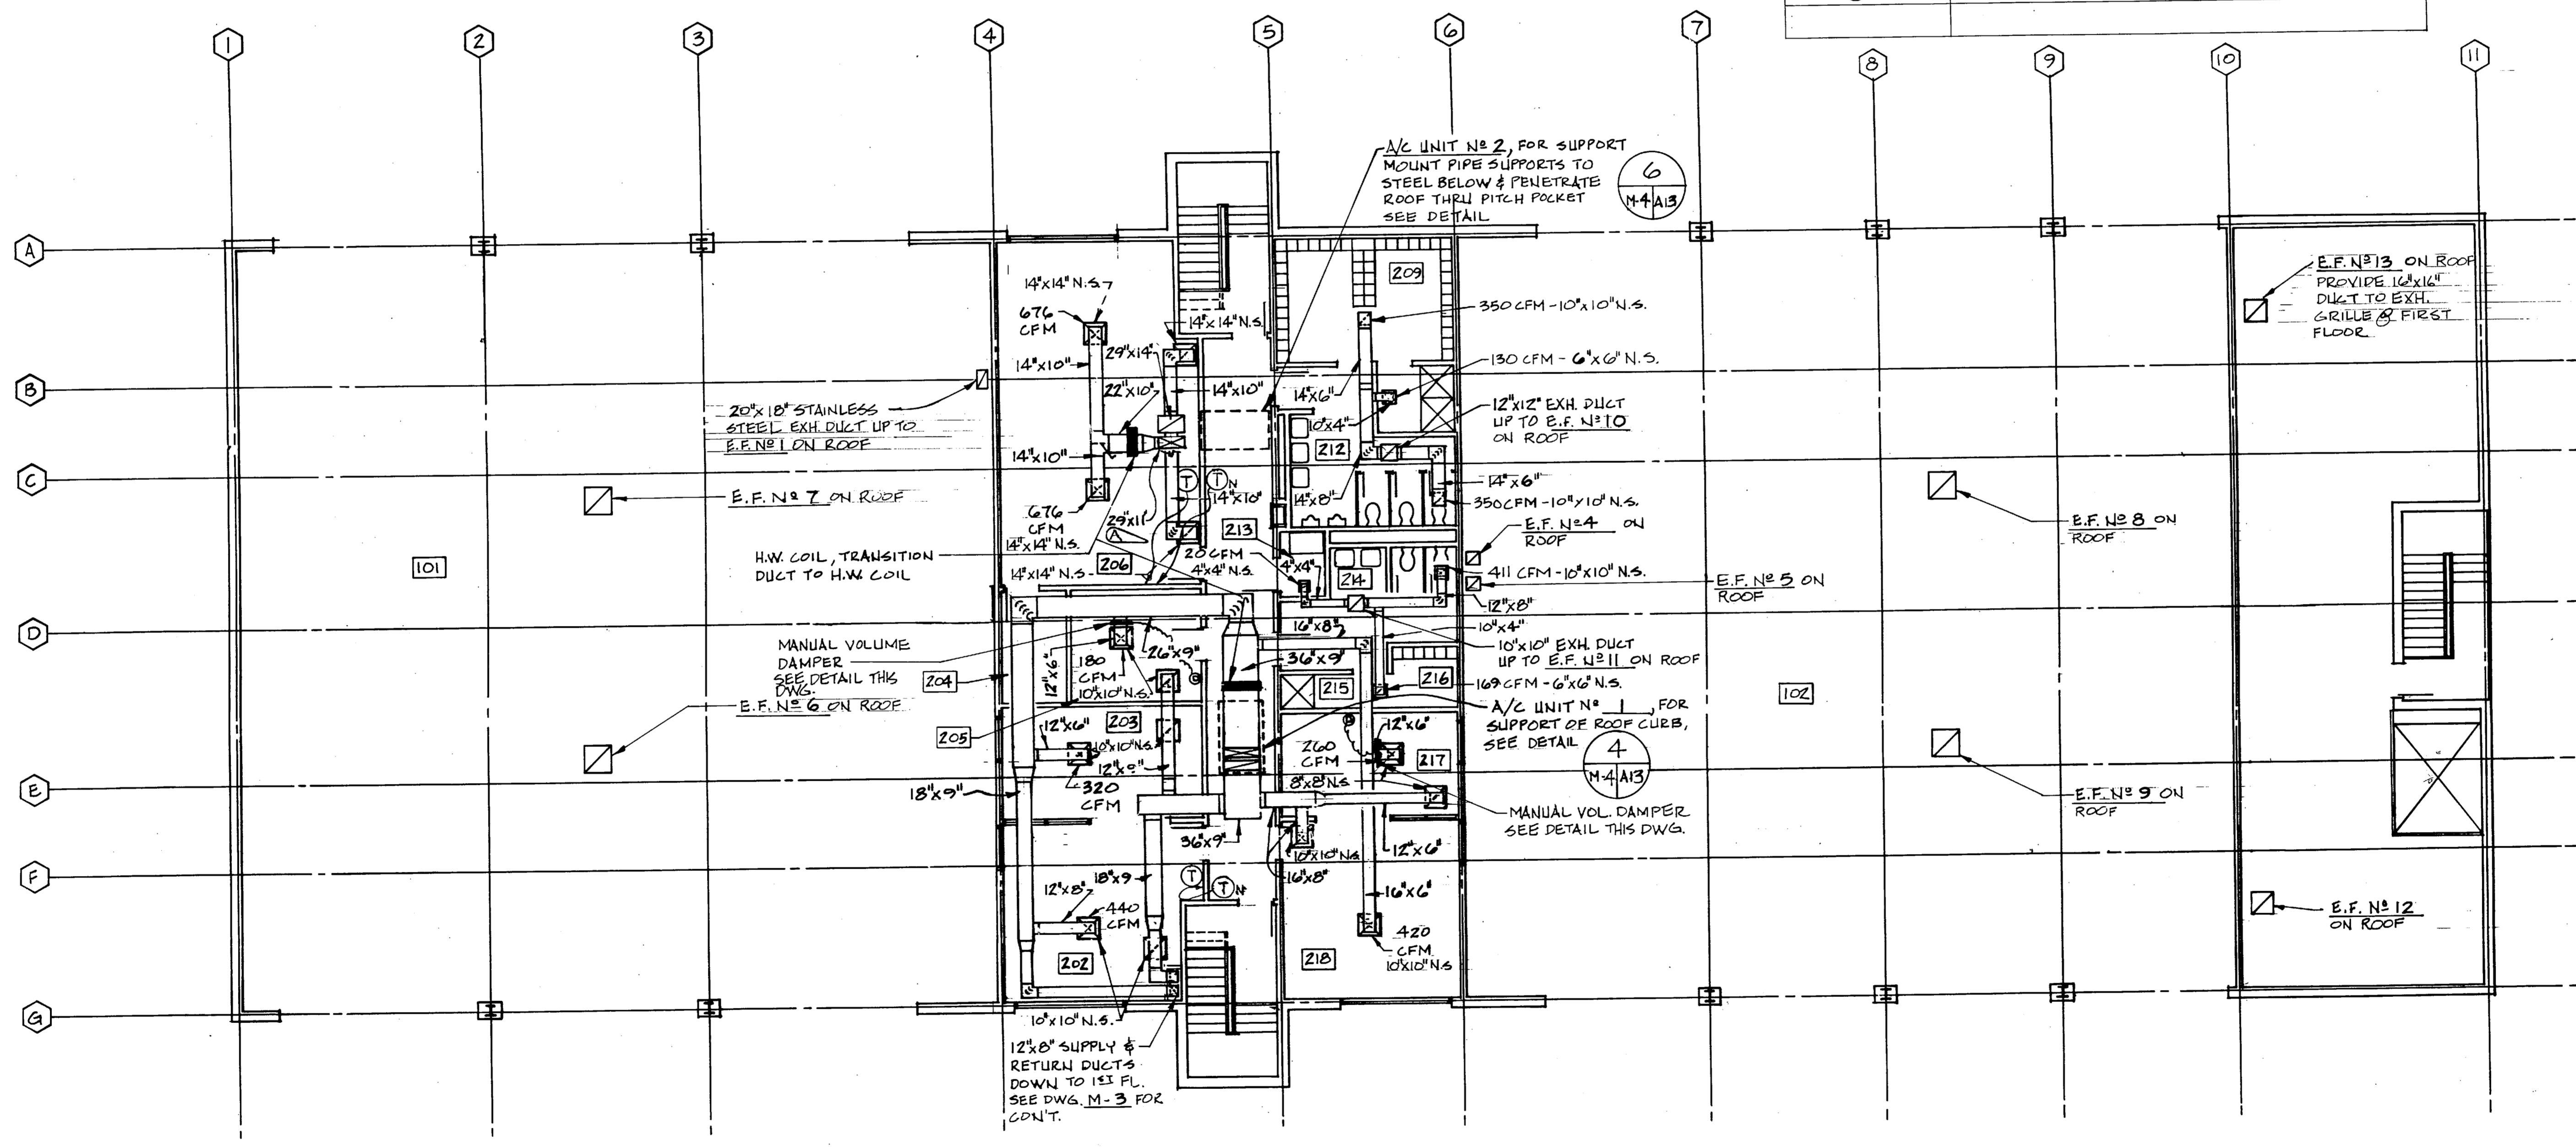 1
2
3
4
5
6
7
8
9
10
11
A
B
C
D
E
F
G
A/C UNIT Nº 2, FOR SUPPORT
MOUNT PIPE SUPPORTS TO
STEEL BELOW & PENETRATE
ROOF THRU PITCH POCKET
SEE DETAIL
6
M-4 A13
E.F. Nº 13 ON ROOF
PROVIDE 16"x16"
DUCT TO EXH.
GRILLE @ FIRST
FLOOR
14"x14" N.S.
676
CFM
14"x14" N.S.
29"x14"
14"x10"
22"x10"
14"x10"
209
350 CFM - 10"x10" N.S.
130 CFM - 6"x6" N.S.
14"x6"
10"x4"
212
12"x12" EXH. DUCT
UP TO E.F. Nº 10
ON ROOF
20"x18" STAINLESS
STEEL EXH. DUCT UP TO
E.F. Nº 1 ON ROOF
14"x10"
T
T N
14"x10"
14"x8"
14"x6"
350 CFM - 10"x10" N.S.
E.F. Nº 7 ON ROOF
E.F. Nº 8 ON
ROOF
676
CFM
14"x14" N.S.
29"x11"
A
213
E.F. Nº 4 ON
ROOF
H.W. COIL, TRANSITION
DUCT TO H.W. COIL
101
14"x14" N.S.
206
20 CFM
4"x4" N.S.
4"x4"
214
411 CFM - 10"x10" N.S.
E.F. Nº 5 ON
ROOF
12"x8"
10"x4"
16"x8"
MANUAL VOLUME
DAMPER
SEE DETAIL THIS
DWG.
204
12"x6"
180
CFM
10"x10" N.S.
26"x9"
36"x9"
10"x10" EXH. DUCT
UP TO E.F. Nº 11 ON ROOF
215
216
169 CFM - 6"x6" N.S.
102
E.F. Nº 6 ON ROOF
205
12"x6"
203
10"x10" N.S.
A/C UNIT Nº 1, FOR
SUPPORT OF ROOF CURB,
SEE DETAIL
4
M-4 A13
12"x6"
260
CFM
217
8"x8" N.S.
18"x9"
320
CFM
E.F. Nº 9 ON
ROOF
MANUAL VOL. DAMPER
SEE DETAIL THIS DWG.
36"x9"
10"x10" N.S.
12"x6"
12"x8"
18"x9
T
T N
16"x8"
16"x6"
440
CFM
420
CFM
10"x10" N.S
202
218
E.F. Nº 12
ON ROOF
10"x10" N.S.
12"x8" SUPPLY &
RETURN DUCTS
DOWN TO 1ST FL.
SEE DWG. M-3 FOR
CON'T.